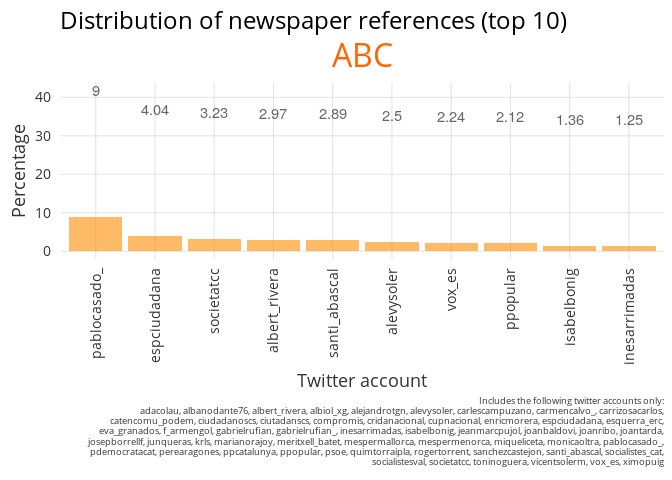 Distribution of newspaper references (top 10)
ABC
9
4.04
3.23
2.97
2.89
2.5
2.24
2.12
1.36
1.25
40
30
20
10
0
Percentage
pablocasado_
espciudadana
societatcc
albert_rivera
santi_abascal
alevysoler
vox_es
ppopular
isabelbonig
inesarrimadas
Twitter account
Includes the following twitter accounts only:
adacolau, albanodante76, albert_rivera, albiol_xg, alejandrotgn, alevysoler, carlescampuzano, carmencalvo_, carrizosacarlos,
catencomu_podem, ciudadanoscs, ciutadanscs, compromis, cridanacional, cupnacional, enricmorera, espciudadana, esquerra_erc,
eva_granados, f_armengol, gabrielrufian, gabrielrufian_, inesarrimadas, isabelbonig, jeanmarcpujol, joanbaldovi, joanribo, joantarda,
josepborrellf, junqueras, krls, marianorajoy, meritxell_batet, mespermallorca, mespermenorca, miqueliceta, monicaoltra, pablocasado_,
pdemocratacat, perearagones, ppcatalunya, ppopular, psoe, quimtorraipla, rogertorrent, sanchezcastejon, santi_abascal, socialistes_cat,
socialistesval, societatcc, toninoguera, vicentsolerm, vox_es, ximopuig